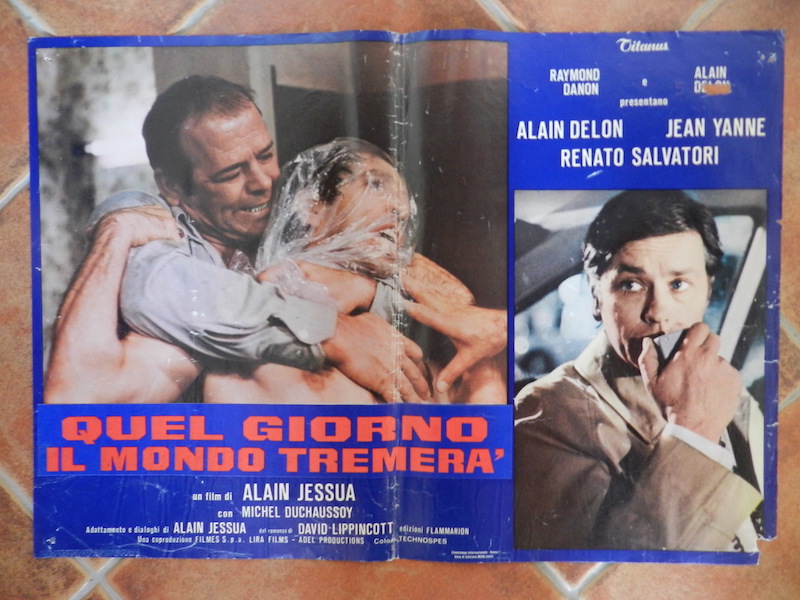 Titanus
RAYMOND DANON e ALAIN DELON
presentano
ALAIN DELON JEAN YANNE
RENATO SALVATORI
QUEL GIORNO
IL MONDO TREMERA'
un film di ALAIN JESSUA
con MICHEL DUCHAUSSOY
Adattamento e dialoghi di ALAIN JESSUA dal romanzo di DAVID LIPPINCOTT edizioni FLAMMARION
Una coproduzione FILMES S.p.a. LIRA FILMS - ADEL PRODUCTIONS Color TECHNOSPES